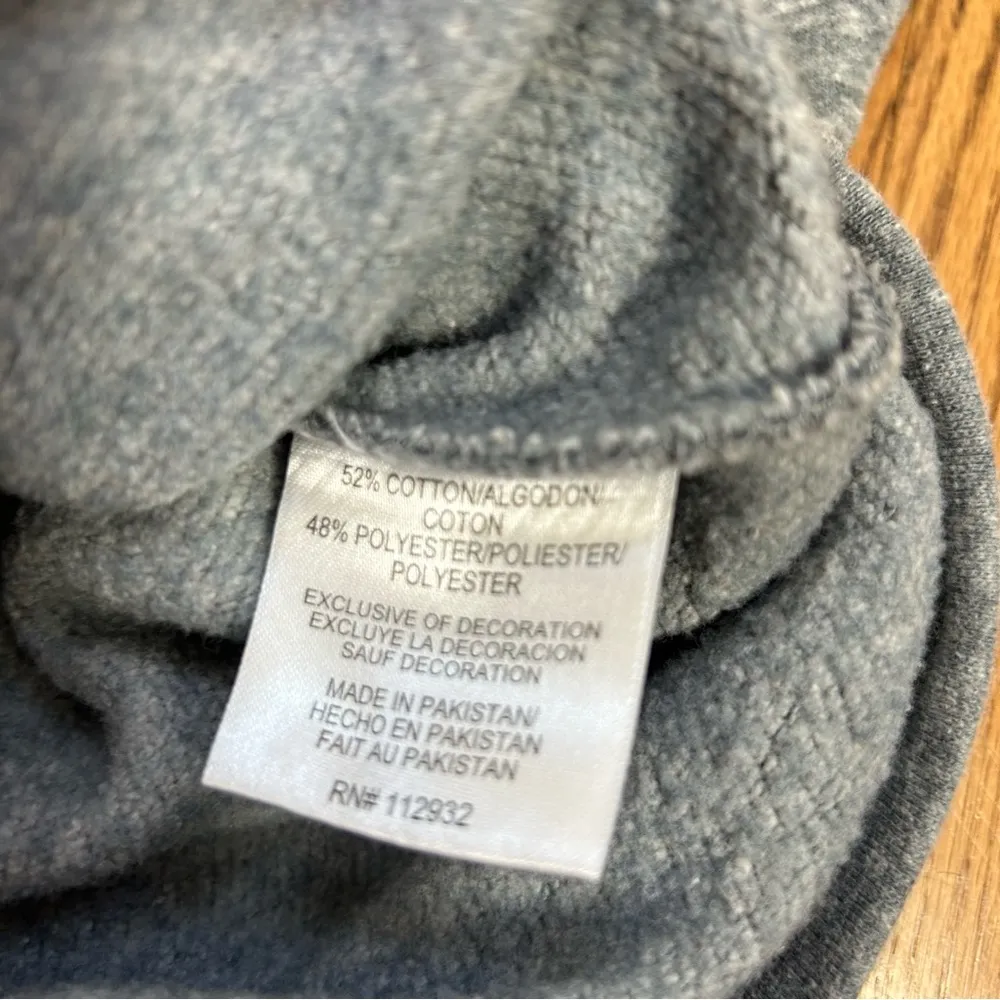 52% COTTON/ALGODON/
COTON
48% POLYESTER/POLIESTER/
POLYESTER
EXCLUSIVE OF DECORATION
EXCLUYE LA DECORACION
SAUF DECORATION
MADE IN PAKISTAN/
HECHO EN PAKISTAN
FAIT AU PAKISTAN
RN# 112932